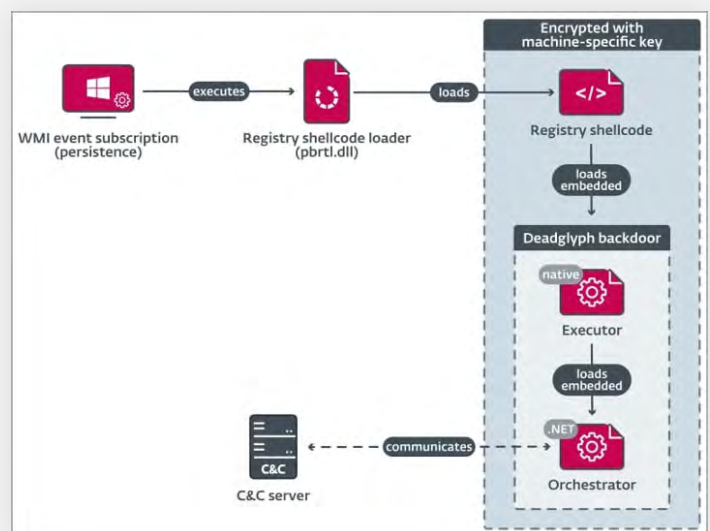 Encrypted with
machine-specific key
executes
loads
</>
WMI event subscription
(persistence)
Registry shellcode loader
(pbrtl.dll)
Registry shellcode
loads
embedded
Deadglyph backdoor
native
Executor
loads
embedded
.NET
Orchestrator
communicates
C&C
C&C server